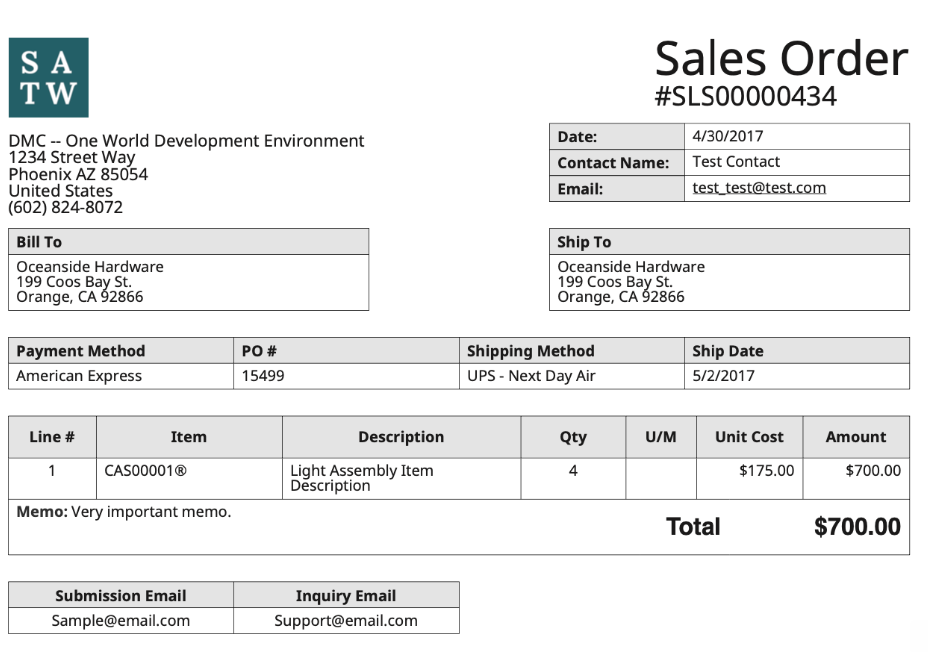 S A
T W
Sales Order
#SLS00000434
DMC -- One World Development Environment
1234 Street Way
Phoenix AZ 85054
United States
(602) 824-8072
Date: 4/30/2017
Contact Name: Test Contact
Email: test_test@test.com
Bill To
Oceanside Hardware
199 Coos Bay St.
Orange, CA 92866
Ship To
Oceanside Hardware
199 Coos Bay St.
Orange, CA 92866
Payment Method PO # Shipping Method Ship Date
American Express 15499 UPS - Next Day Air 5/2/2017
Line # Item Description Qty U/M Unit Cost Amount
1 CAS00001® Light Assembly Item 4 $175.00 $700.00
Description
Memo: Very important memo.
Total $700.00
Submission Email Inquiry Email
Sample@email.com Support@email.com